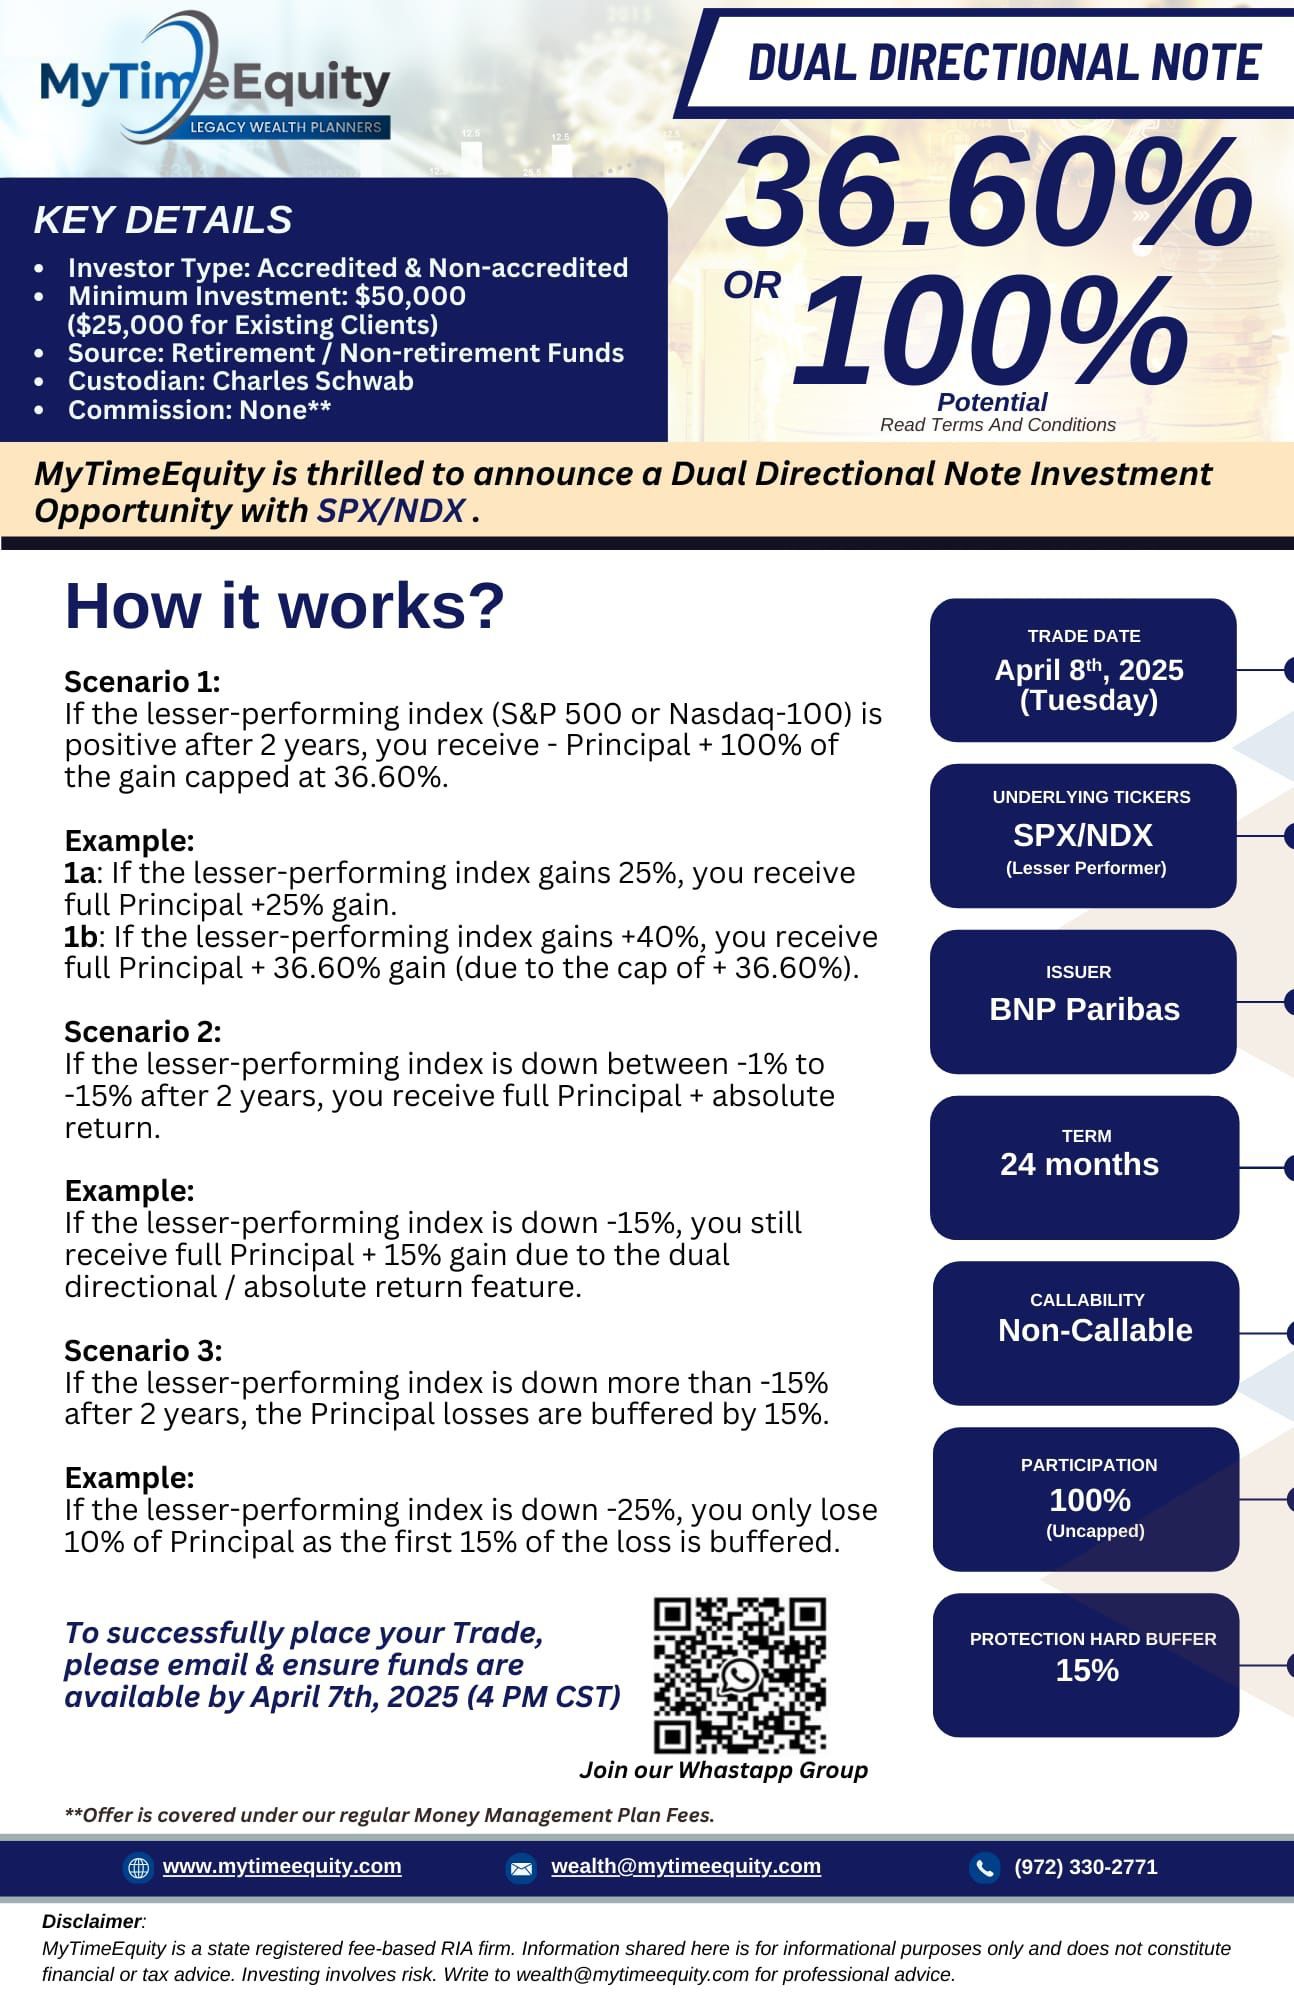 MyTimeEquity
LEGACY WEALTH PLANNERS
DUAL DIRECTIONAL NOTE
36.60%
OR
100%
Potential
Read Terms And Conditions
KEY DETAILS
• Investor Type: Accredited & Non-accredited
• Minimum Investment: $50,000
($25,000 for Existing Clients)
• Source: Retirement / Non-retirement Funds
• Custodian: Charles Schwab
• Commission: None**
MyTimeEquity is thrilled to announce a Dual Directional Note Investment
Opportunity with SPX/NDX .
How it works?
Scenario 1:
If the lesser-performing index (S&P 500 or Nasdaq-100) is
positive after 2 years, you receive - Principal + 100% of
the gain capped at 36.60%.
Example:
1a: If the lesser-performing index gains 25%, you receive
full Principal +25% gain.
1b: If the lesser-performing index gains +40%, you receive
full Principal + 36.60% gain (due to the cap of + 36.60%).
Scenario 2:
If the lesser-performing index is down between -1% to
-15% after 2 years, you receive full Principal + absolute
return.
Example:
If the lesser-performing index is down -15%, you still
receive full Principal + 15% gain due to the dual
directional / absolute return feature.
Scenario 3:
If the lesser-performing index is down more than -15%
after 2 years, the Principal losses are buffered by 15%.
Example:
If the lesser-performing index is down -25%, you only lose
10% of Principal as the first 15% of the loss is buffered.
To successfully place your Trade,
please email & ensure funds are
available by April 7th, 2025 (4 PM CST)
Join our Whastapp Group
**Offer is covered under our regular Money Management Plan Fees.
TRADE DATE
April 8th, 2025
(Tuesday)
UNDERLYING TICKERS
SPX/NDX
(Lesser Performer)
ISSUER
BNP Paribas
TERM
24 months
CALLABILITY
Non-Callable
PARTICIPATION
100%
(Uncapped)
PROTECTION HARD BUFFER
15%
www.mytimeequity.com
wealth@mytimeequity.com
(972) 330-2771
Disclaimer:
MyTimeEquity is a state registered fee-based RIA firm. Information shared here is for informational purposes only and does not constitute
financial or tax advice. Investing involves risk. Write to wealth@mytimeequity.com for professional advice.